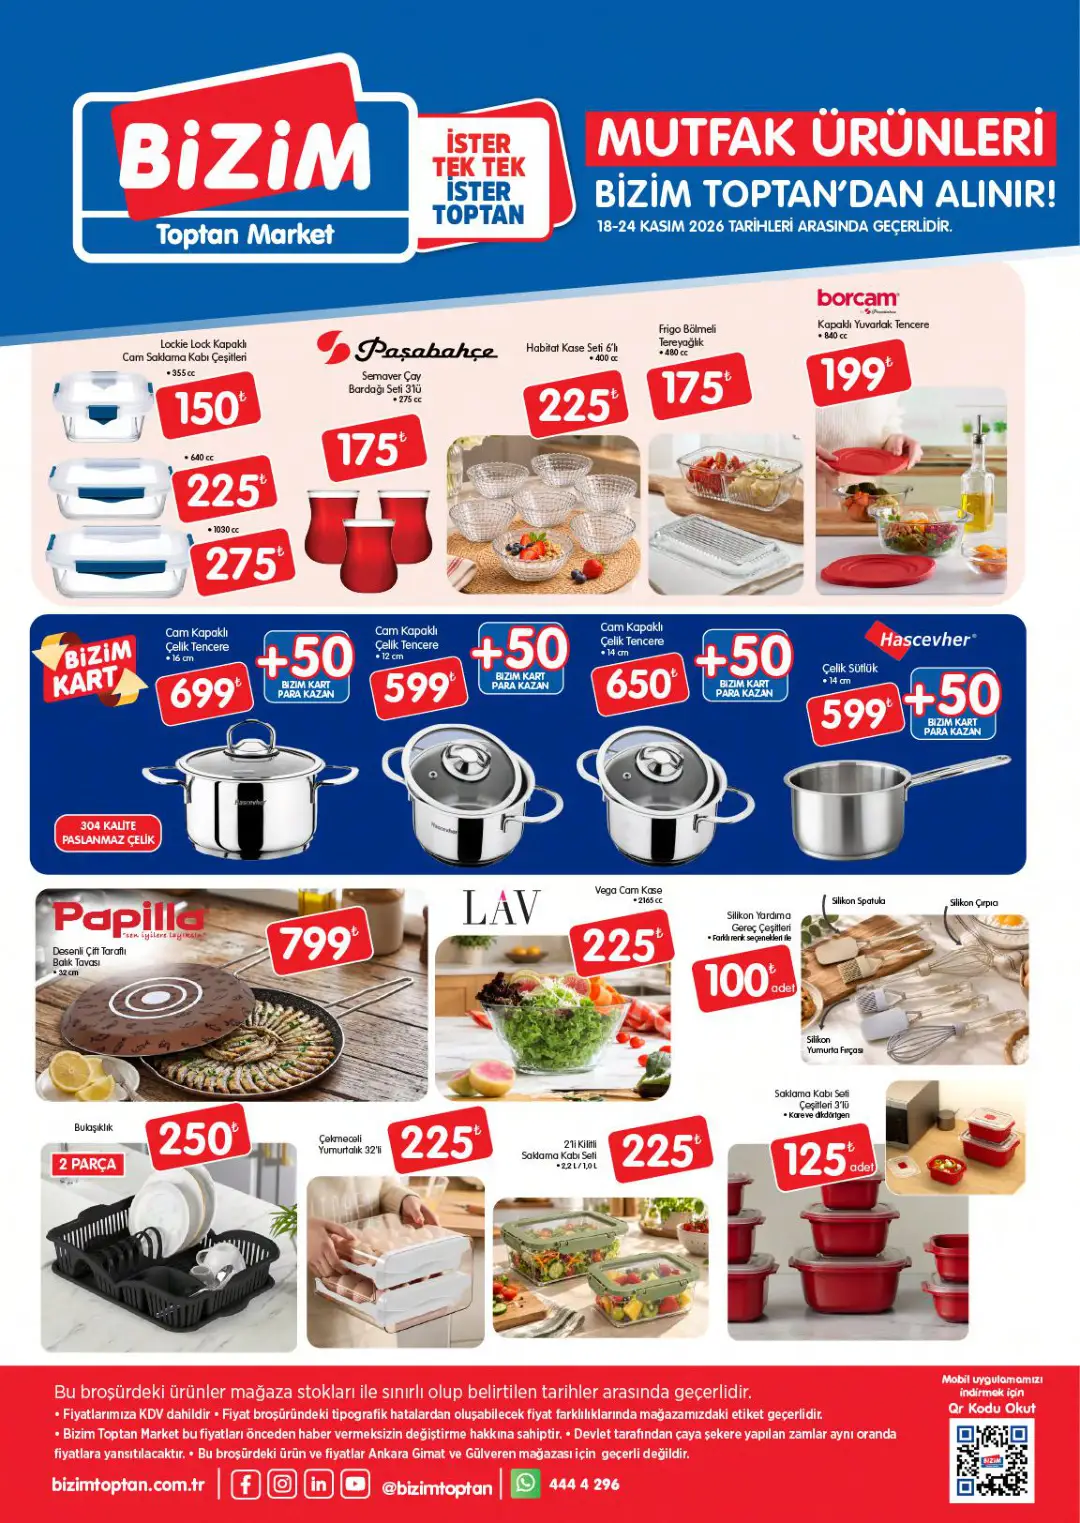 BİZİM
Toptan Market
İSTER
TEK TEK
İSTER
TOPTAN
MUTFAK ÜRÜNLERİ
BİZİM TOPTAN'DAN ALINIR!
18-24 KASIM 2026 TARİHLERİ ARASINDA GEÇERLİDİR.
Lockie Lock Kapaklı
Cam Saklama Kabı Çeşitleri
• 355 cc
150₺
• 640 cc
225₺
• 1030 cc
275₺
Paşabahçe
Semaver Çay
Bardağı Seti 3'lü
• 275 cc
175₺
Habitat Kase Seti 6'lı
• 400 cc
225₺
Frigo Bölmeli
Tereyağlık
• 480 cc
175₺
borcam
Kapaklı Yuvarlak Tencere
• 840 cc
199₺
BİZİM
KART
Cam Kapaklı
Çelik Tencere
• 16 cm
699₺
+50
BIZIM KART
PARA KAZAN
Cam Kapaklı
Çelik Tencere
• 12 cm
599₺
+50
BIZIM KART
PARA KAZAN
Cam Kapaklı
Çelik Tencere
• 14 cm
650₺
+50
BIZIM KART
PARA KAZAN
Hascevher®
Çelik Sütlük
• 14 cm
599₺
+50
BIZIM KART
PARA KAZAN
Hascevher
Hascevher
304 KALİTE
PASLANMAZ ÇELİK
Papilla
"sen iyilere layıksın"
Desenli Çift Taraflı
Balık Tavası
• 32 cm
799₺
LAV
Vega Cam Kase
• 2165 cc
225₺
Silikon Yardıma
Gereç Çeşitleri
• Farklı renk seçenekleri ile
100₺
adet
Silikon Spatula
Silikon Çırpıcı
Silikon
Yumurta Fırçası
Bulaşıklık
250₺
2 PARÇA
Çekmeceli
Yumurtalık 32'li
225₺
2'li Kilitli
Saklama Kabı Seti
• 2,2 L / 1,0 L
225₺
Saklama Kabı Seti
Çeşitleri 3'lü
• Kare ve dikdörtgen
125₺
adet
Bu broşürdeki ürünler mağaza stokları ile sınırlı olup belirtilen tarihler arasında geçerlidir.
• Fiyatlarımıza KDV dahildir • Fiyat broşüründeki tipografik hatalardan oluşabilecek fiyat farklılıklarında mağazamızdaki etiket geçerlidir.
• Bizim Toptan Market bu fiyatları önceden haber vermeksizin değiştirme hakkına sahiptir. • Devlet tarafından çaya şekere yapılan zamlar aynı oranda
fiyatlara yansıtılacaktır. • Bu broşürdeki ürün ve fiyatlar Ankara Gimat ve Gülveren mağazası için geçerli değildir.
bizimtoptan.com.tr
@bizimtoptan
444 4 296
Mobil uygulamamızı
indirmek için
Qr Kodu Okut
BİZİM